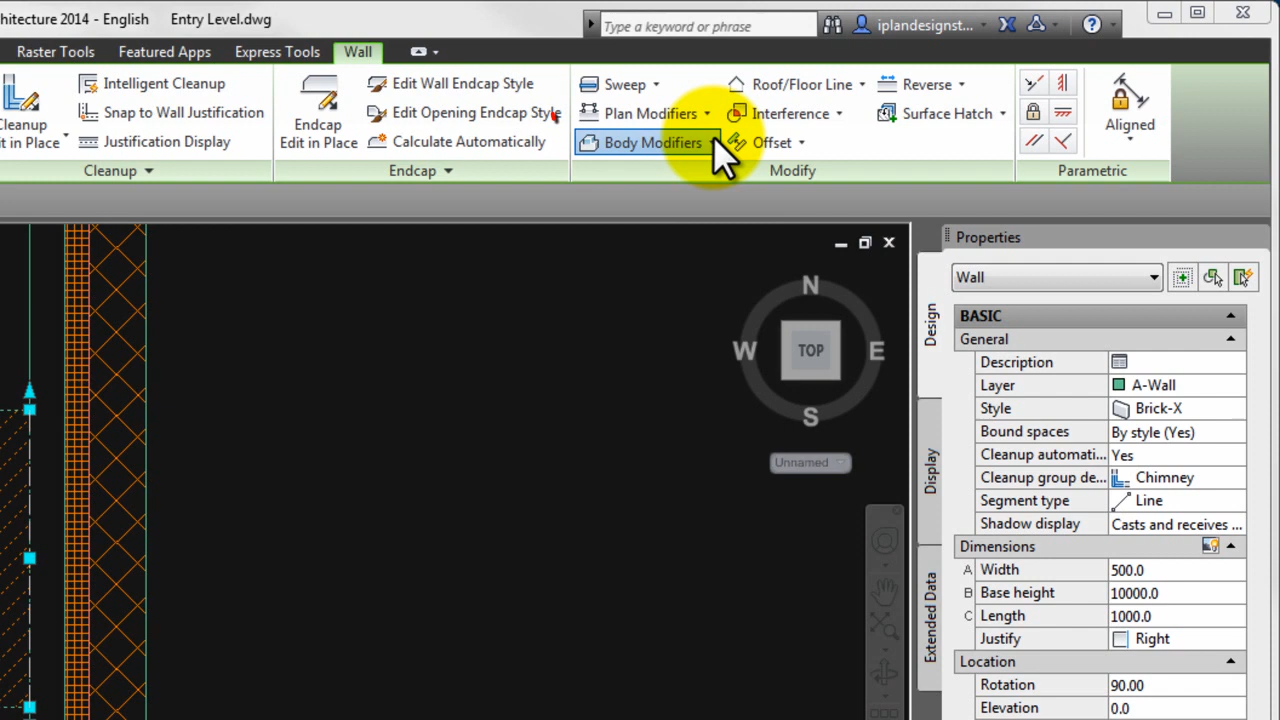 chitecture 2014 - English Entry Level.dwg
Type a keyword or phrase
iplandesignst...
Raster Tools Featured Apps Express Tools Wall
Cleanup
Edit in Place
Intelligent Cleanup
Snap to Wall Justification
Justification Display
Cleanup
Endcap
Edit in Place
Edit Wall Endcap Style
Edit Opening Endcap Style
Calculate Automatically
Endcap
Sweep
Plan Modifiers
Body Modifiers
Roof/Floor Line
Interference
Offset
Reverse
Surface Hatch
Modify
Aligned
Parametric
N
W TOP E
S
Unnamed
Properties
Wall
Design
Display
Extended Data
BASIC
General
Description
Layer A-Wall
Style Brick-X
Bound spaces By style (Yes)
Cleanup automati... Yes
Cleanup group de... Chimney
Segment type Line
Shadow display Casts and receives ...
Dimensions
A Width 500.0
B Base height 10000.0
C Length 1000.0
Justify Right
Location
Rotation 90.00
Elevation 0.0